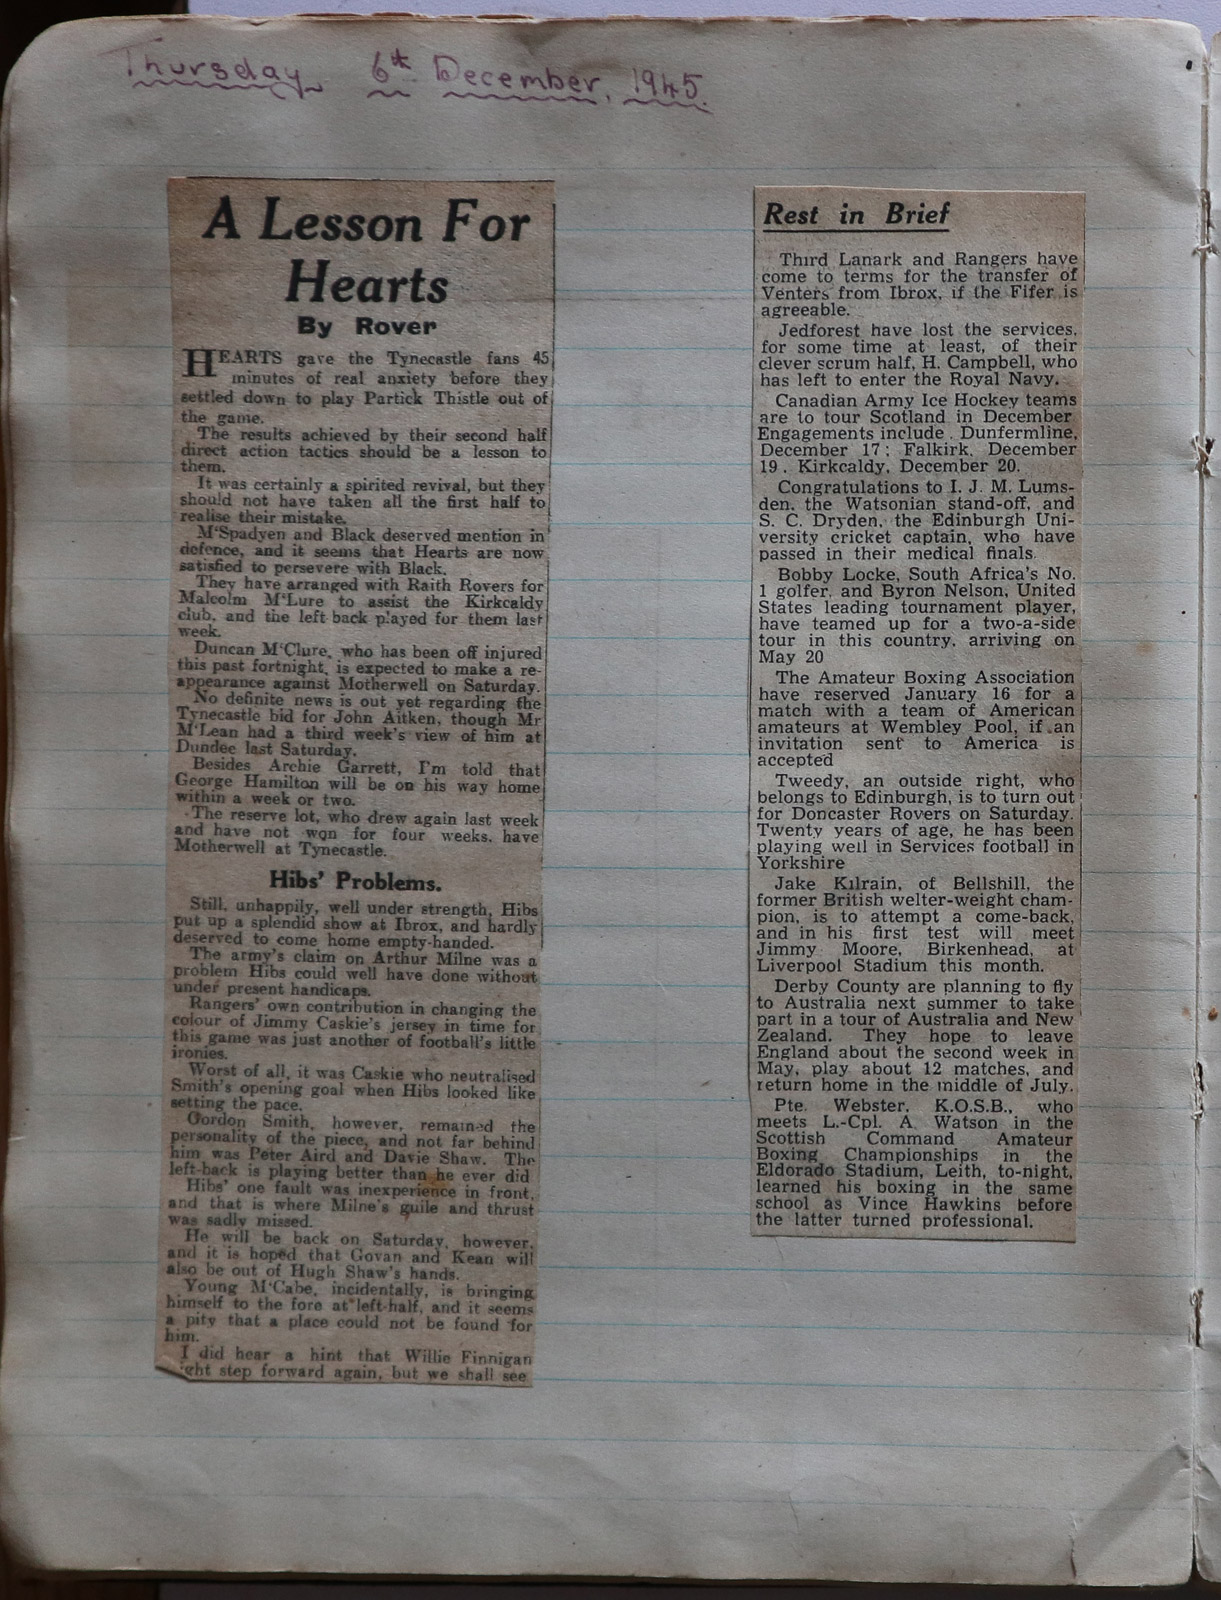 Thursday 6th December, 1945.
A Lesson For
Hearts
By Rover
HEARTS gave the Tynecastle fans 45
minutes of real anxiety before they
settled down to play Partick Thistle out of
the game.
The results achieved by their second half
direct action tactics should be a lesson to
them.
It was certainly a spirited revival, but they
should not have taken all the first half to
realise their mistake.
M'Spadyen and Black deserved mention in
defence, and it seems that Hearts are now
satisfied to persevere with Black.
They have arranged with Raith Rovers for
Malcolm M'Lure to assist the Kirkcaldy
club, and the left back played for them last
week.
Duncan M'Clure, who has been off injured
this past fortnight, is expected to make a re-
appearance against Motherwell on Saturday.
No definite news is out yet regarding the
Tynecastle bid for John Aitken, though Mr
M'Lean had a third week's view of him at
Dundee last Saturday.
Besides Archie Garrett, I'm told that
George Hamilton will be on his way home
within a week or two.
The reserve lot, who drew again last week
and have not won for four weeks, have
Motherwell at Tynecastle.
Hibs' Problems.
Still, unhappily, well under strength, Hibs
put up a splendid show at Ibrox, and hardly
deserved to come home empty-handed.
The army's claim on Arthur Milne was a
problem Hibs could well have done without
under present handicaps.
Rangers' own contribution in changing the
colour of Jimmy Caskie's jersey in time for
this game was just another of football's little
ironies.
Worst of all, it was Caskie who neutralised
Smith's opening goal when Hibs looked like
setting the pace.
Gordon Smith, however, remained the
personality of the piece, and not far behind
him was Peter Aird and Davie Shaw. The
left-back is playing better than he ever did
Hibs' one fault was inexperience in front,
and that is where Milne's guile and thrust
was sadly missed.
He will be back on Saturday, however,
and it is hoped that Govan and Kean will
also be out of Hugh Shaw's hands.
Young M'Cabe, incidentally, is bringing
himself to the fore at left-half, and it seems
a pity that a place could not be found for
him.
I did hear a hint that Willie Finnigan
step forward again, but we shall see
Rest in Brief
Third Lanark and Rangers have
come to terms for the transfer of
Venters from Ibrox, if the Fifer is
agreeable.
Jedforest have lost the services,
for some time at least, of their
clever scrum half, H. Campbell, who
has left to enter the Royal Navy.
Canadian Army Ice Hockey teams
are to tour Scotland in December
Engagements include. Dunfermline,
December 17; Falkirk, December
19. Kirkcaldy, December 20.
Congratulations to I. J. M. Lums-
den, the Watsonian stand-off, and
S. C. Dryden, the Edinburgh Uni-
versity cricket captain, who have
passed in their medical finals.
Bobby Locke, South Africa's No.
1 golfer, and Byron Nelson, United
States leading tournament player,
have teamed up for a two-a-side
tour in this country, arriving on
May 20
The Amateur Boxing Association
have reserved January 16 for a
match with a team of American
amateurs at Wembley Pool, if an
invitation sent to America is
accepted
Tweedy, an outside right, who
belongs to Edinburgh, is to turn out
for Doncaster Rovers on Saturday.
Twenty years of age, he has been
playing well in Services football in
Yorkshire
Jake Kilrain, of Bellshill, the
former British welter-weight cham-
pion, is to attempt a come-back,
and in his first test will meet
Jimmy Moore, Birkenhead, at
Liverpool Stadium this month.
Derby County are planning to fly
to Australia next summer to take
part in a tour of Australia and New
Zealand. They hope to leave
England about the second week in
May, play about 12 matches, and
return home in the middle of July.
Pte. Webster, K.O.S.B., who
meets L.-Cpl. A. Watson in the
Scottish Command Amateur
Boxing Championships in the
Eldorado Stadium, Leith, to-night,
learned his boxing in the same
school as Vince Hawkins before
the latter turned professional.